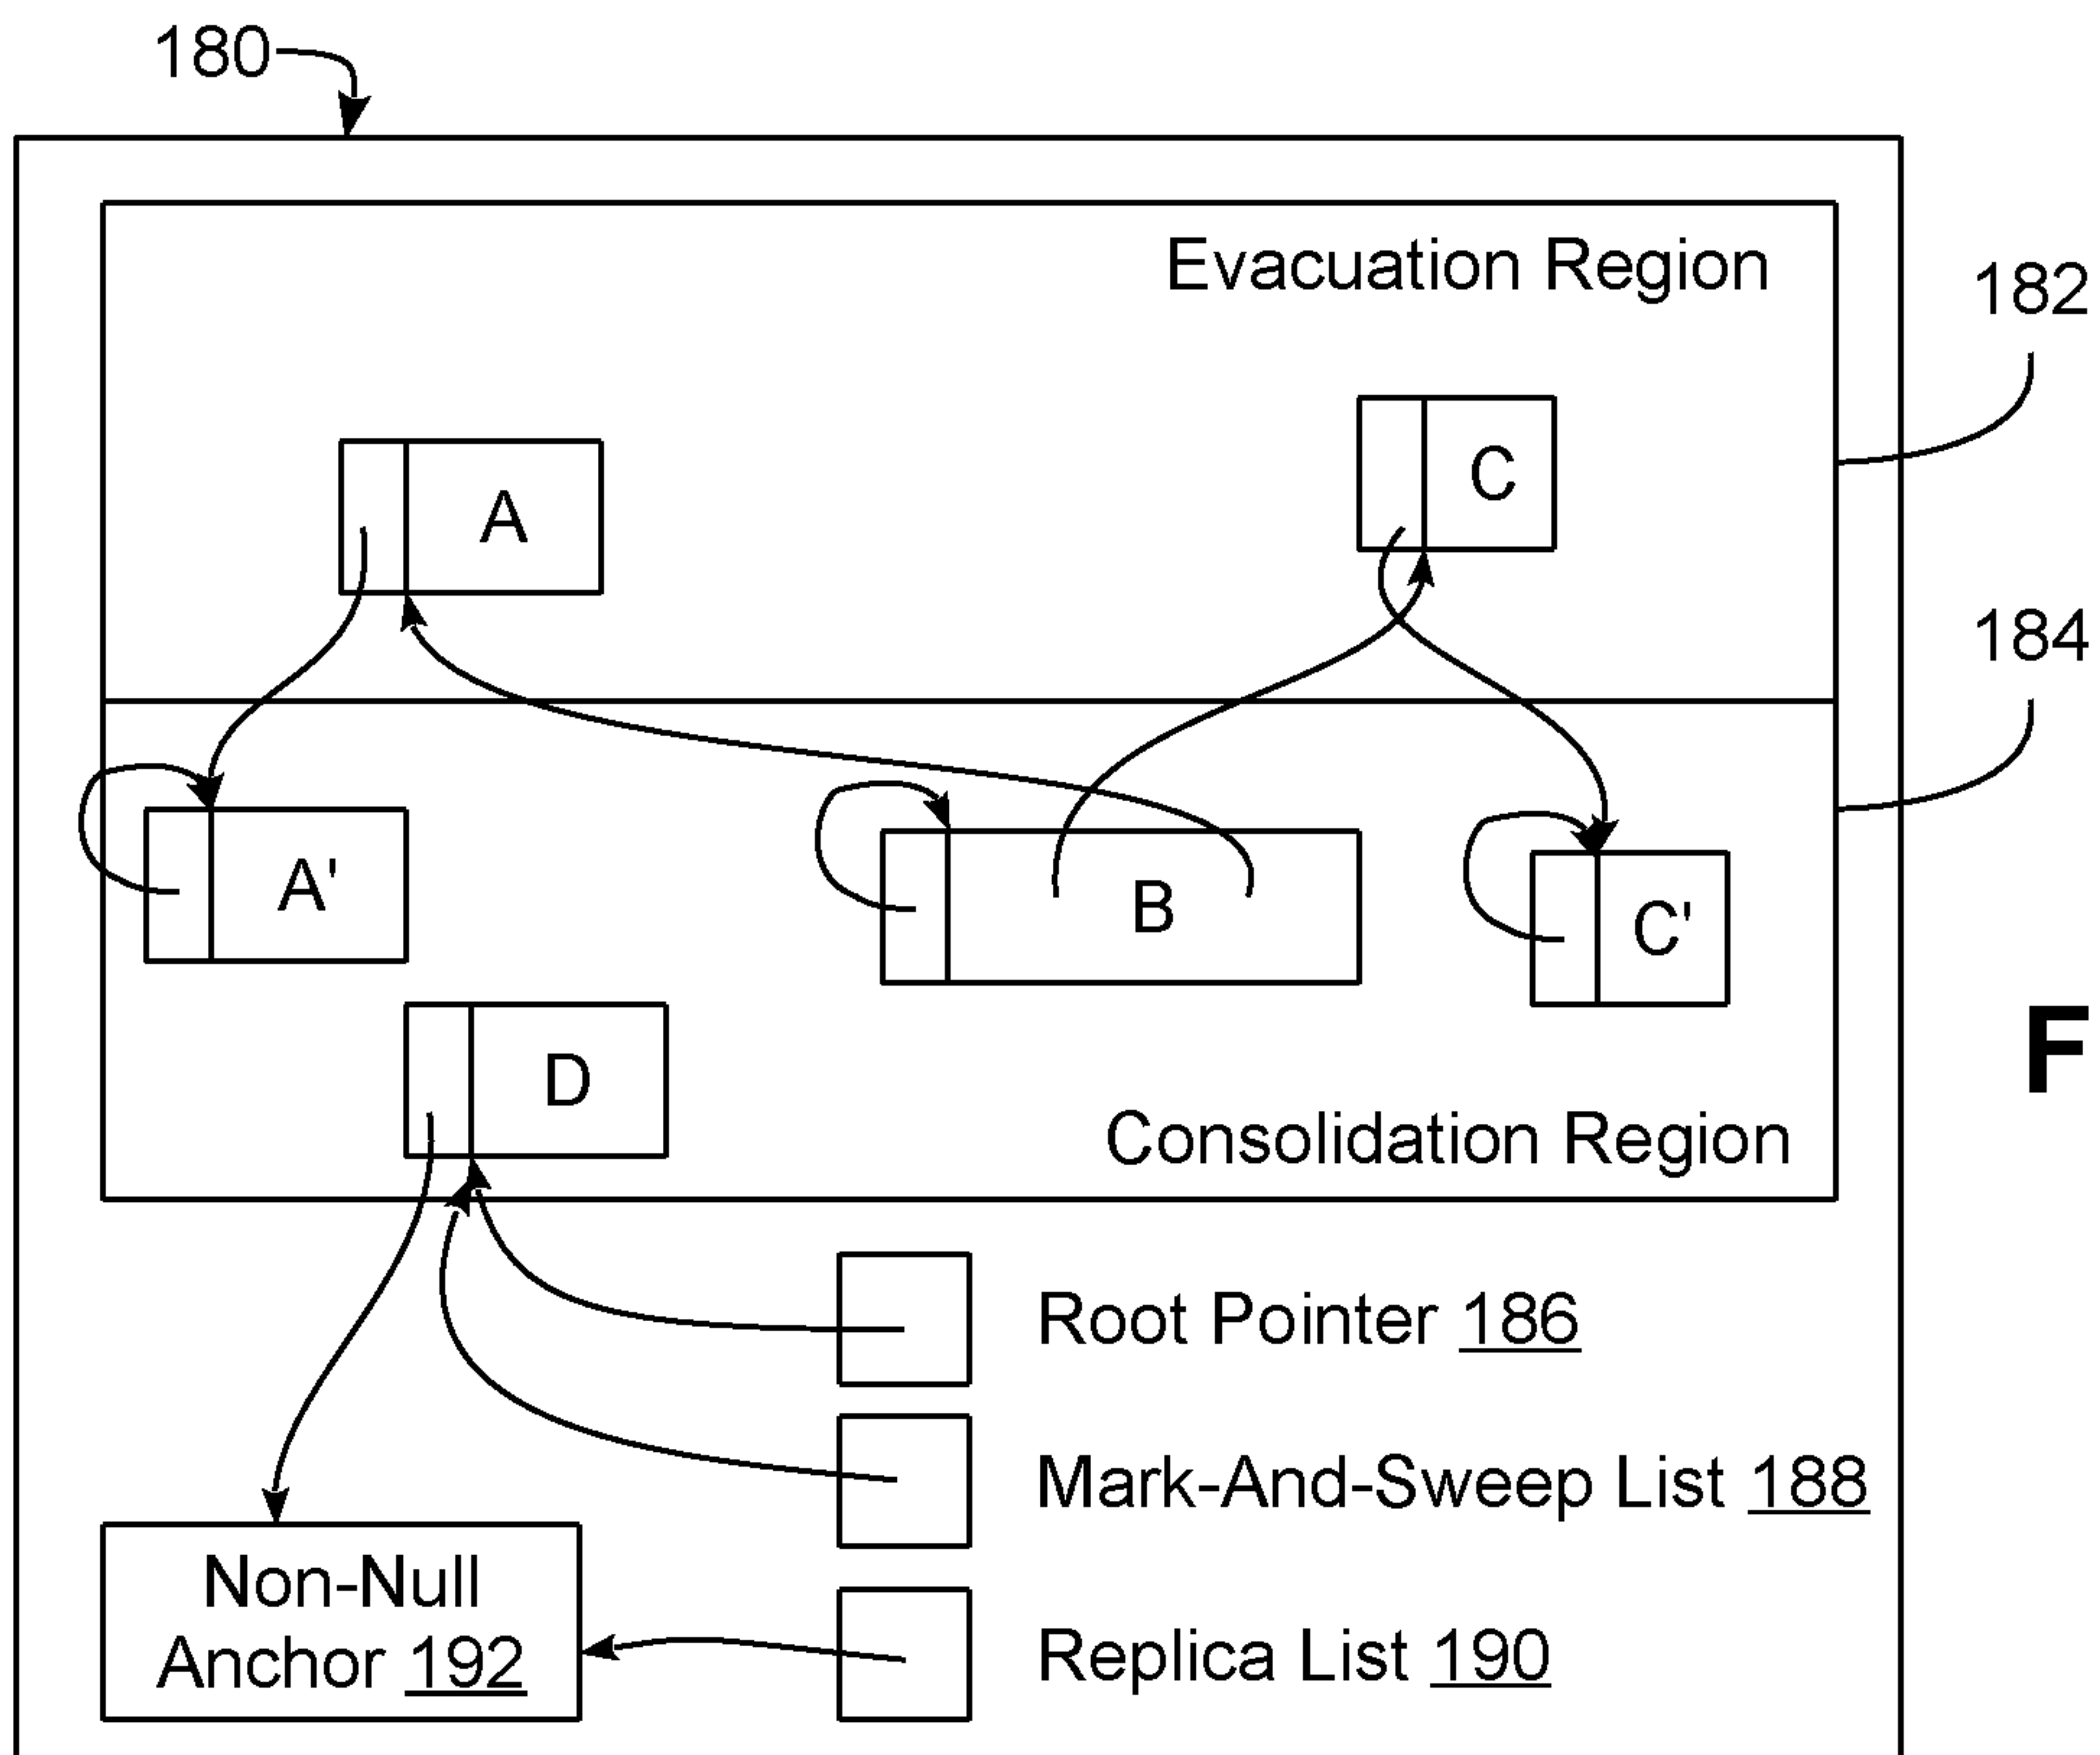 180
Evacuation Region
182
C
A
184
A'
B
C'
D
F
Consolidation Region
Root Pointer 186
Mark-And-Sweep List 188
Non-Null
Anchor 192
Replica List 190